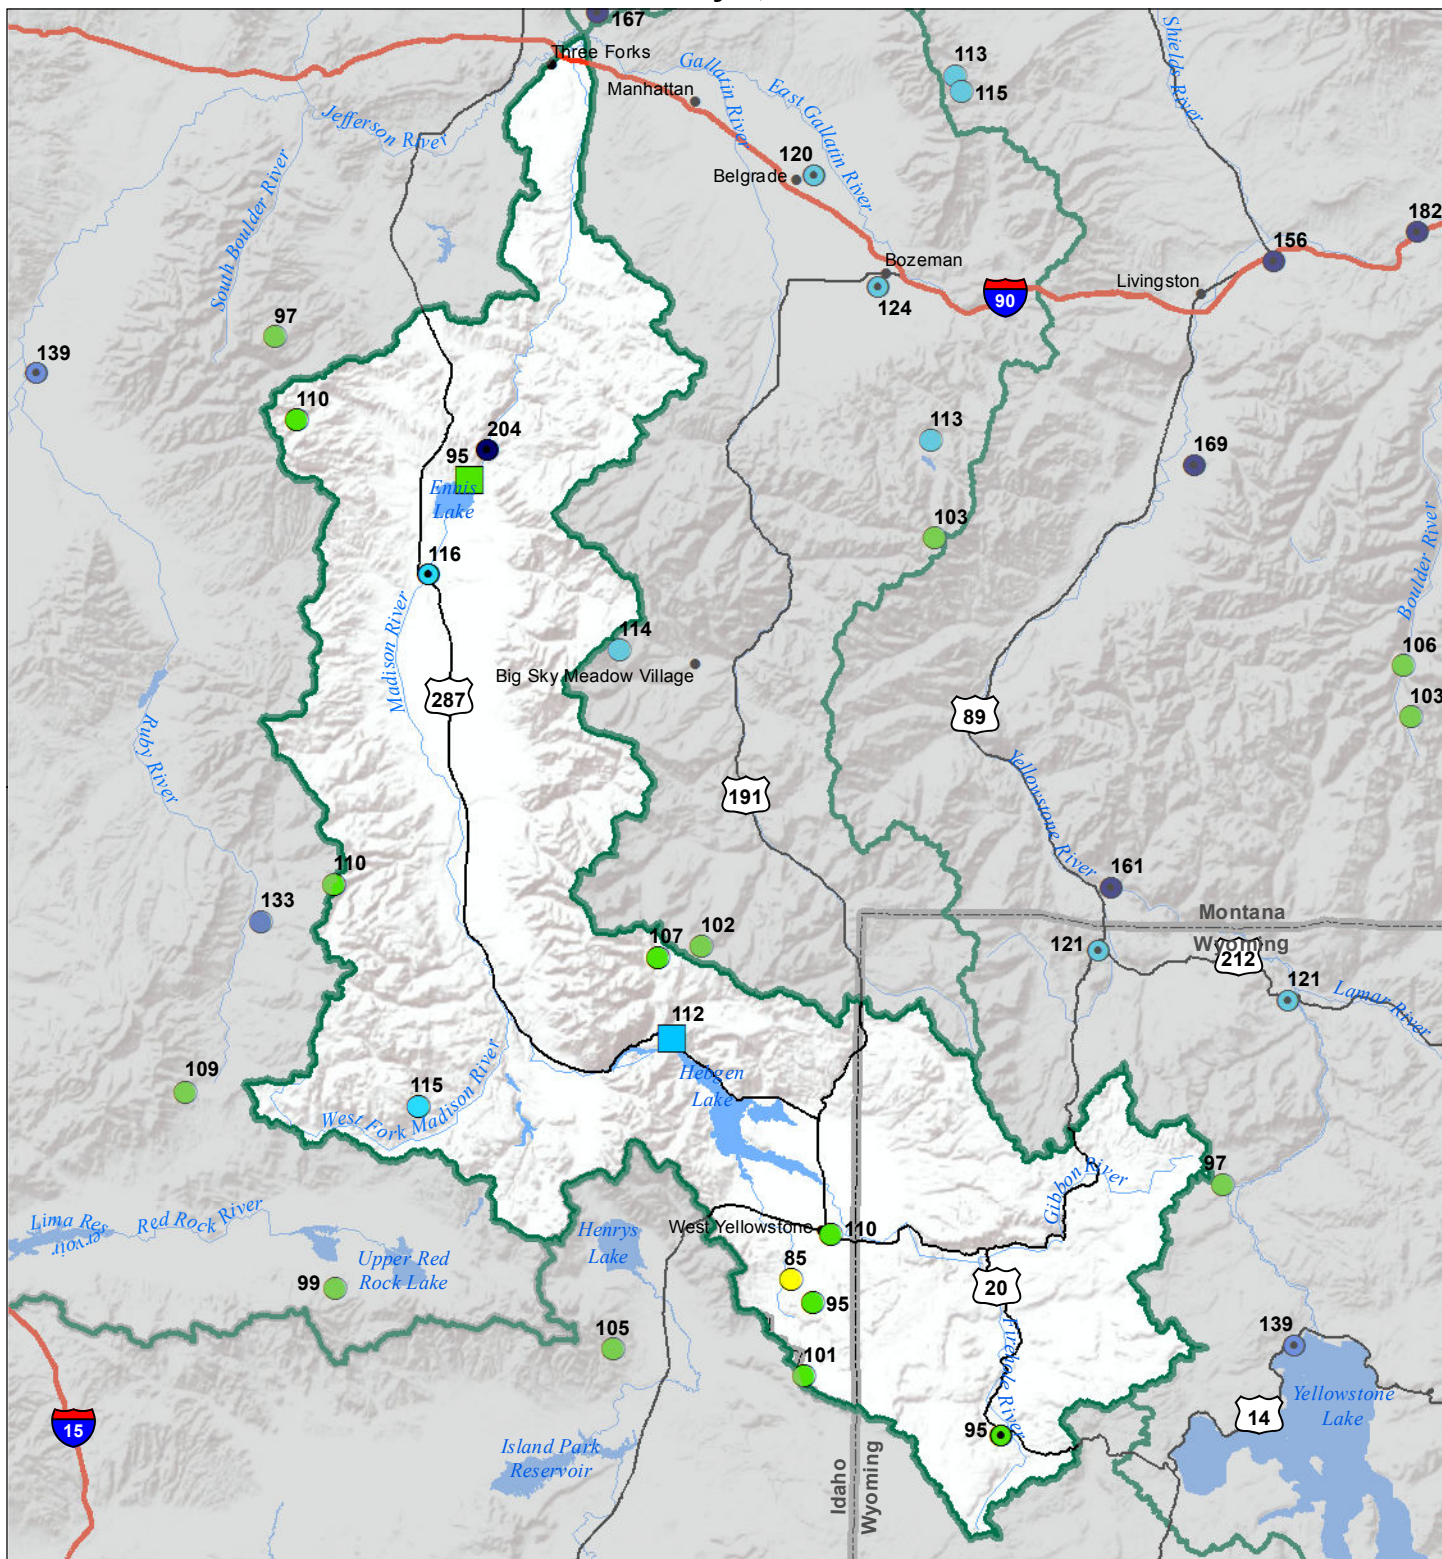 167
Three Forks
113
Gallatin River
Shields River
Manhattan
115
East Gallatin River
Jefferson River
120
Belgrade
South Boulder River
182
156
Bozeman
Livingston
90
124
97
139
110
113
204
95
169
Ennis
Lake
Boulder River
103
116
Madison River
114
106
Big Sky Meadow Village
287
89
103
Ruby River
191
Yellowstone River
110
161
133
Montana
102
107
121
Wyoming
212
121
Lamar River
112
Hebgen
Lake
109
115
West Fork Madison River
97
Gibbon River
Lima Res
ervoir
Red Rock River
Henrys
Lake
West Yellowstone
110
Upper Red
Rock Lake
85
99
20
95
Firehole River
105
139
101
Yellowstone
Lake
15
14
95
Island Park
Reservoir
Idaho
Wyoming